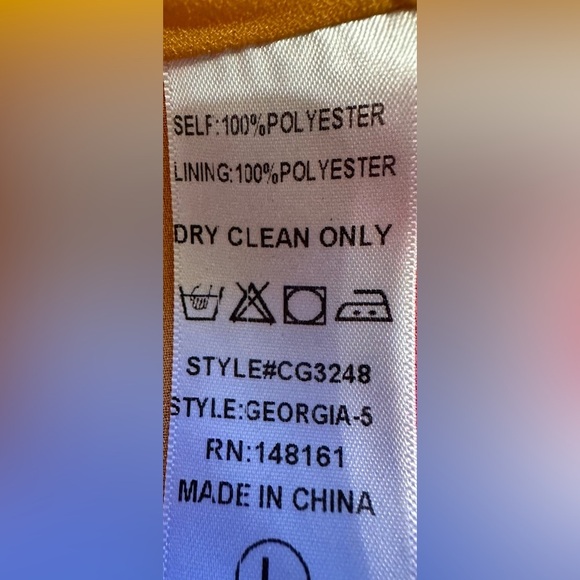 SELF:100%POLYESTER
LINING:100%POLYESTER
DRY CLEAN ONLY
STYLE#CG3248
STYLE:GEORGIA-5
RN:148161
MADE IN CHINA
L